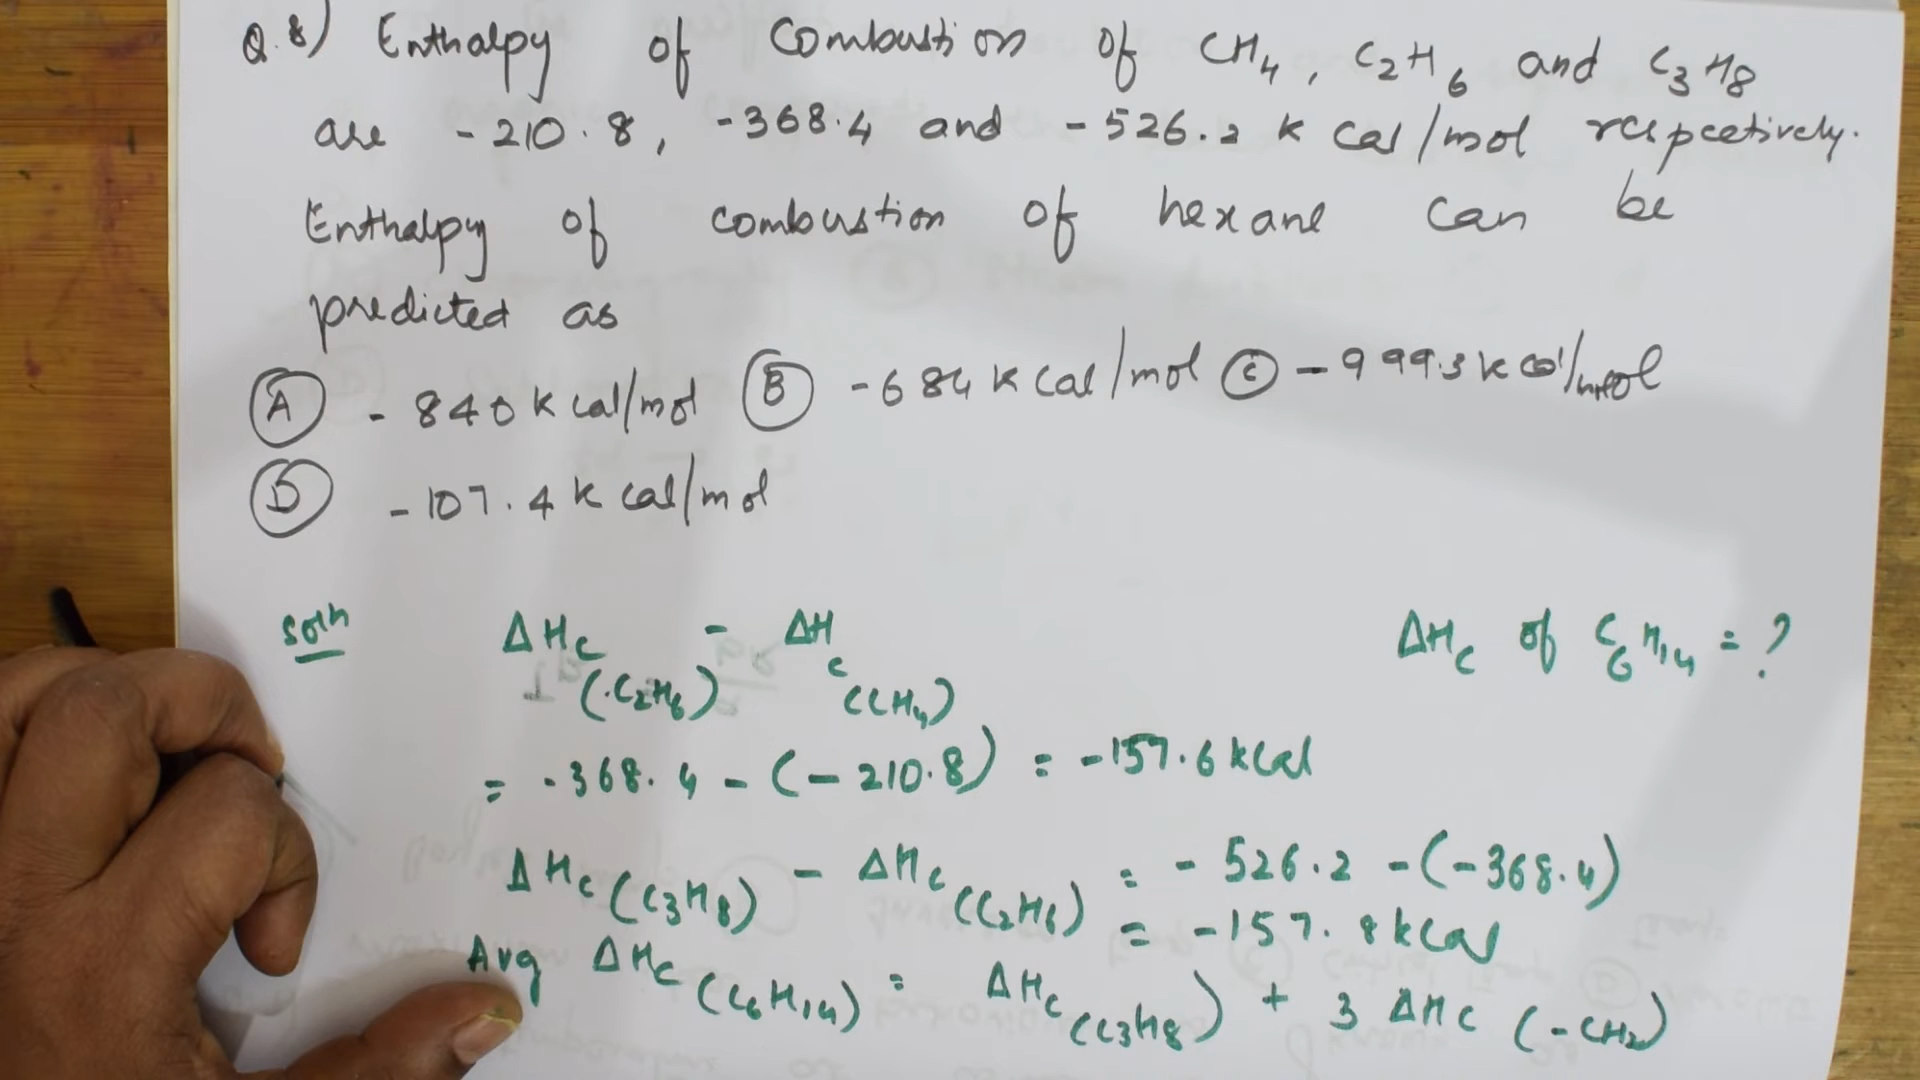 Q.8) Enthalpy of Combustion of CH4, C2H6 and C3H8
are -210.8, -368.4 and -526.2 k Cal/mol respectively.
Enthalpy of combustion of hexane can be
predicted as
(A) - 840 k cal/mol (B) -684 k cal/mol (C) -999.3 k cal/mol
(D) -107.4 k cal/mol
Soln ΔHc (C2H6) - ΔHc (CH4) ΔHc of C6H14 = ?
= -368.4 - (-210.8) = -157.6 kcal
ΔHc (C3H8) - ΔHc (C2H6) = -526.2 -(-368.4)
= -157.8 kcal
Avg ΔHc (C6H14) = ΔHc (C3H8) + 3 ΔHc (-CH2)